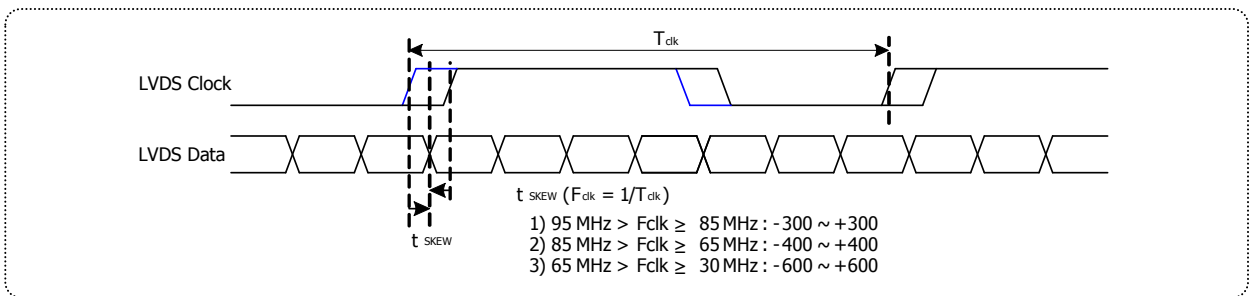 Tclk
LVDS Clock
LVDS Data
t SKEW (Fclk = 1/Tclk)
1) 95 MHz > Fclk ≥ 85 MHz : -300 ~ +300
2) 85 MHz > Fclk ≥ 65 MHz : -400 ~ +400
3) 65 MHz > Fclk ≥ 30 MHz : -600 ~ +600
t SKEW